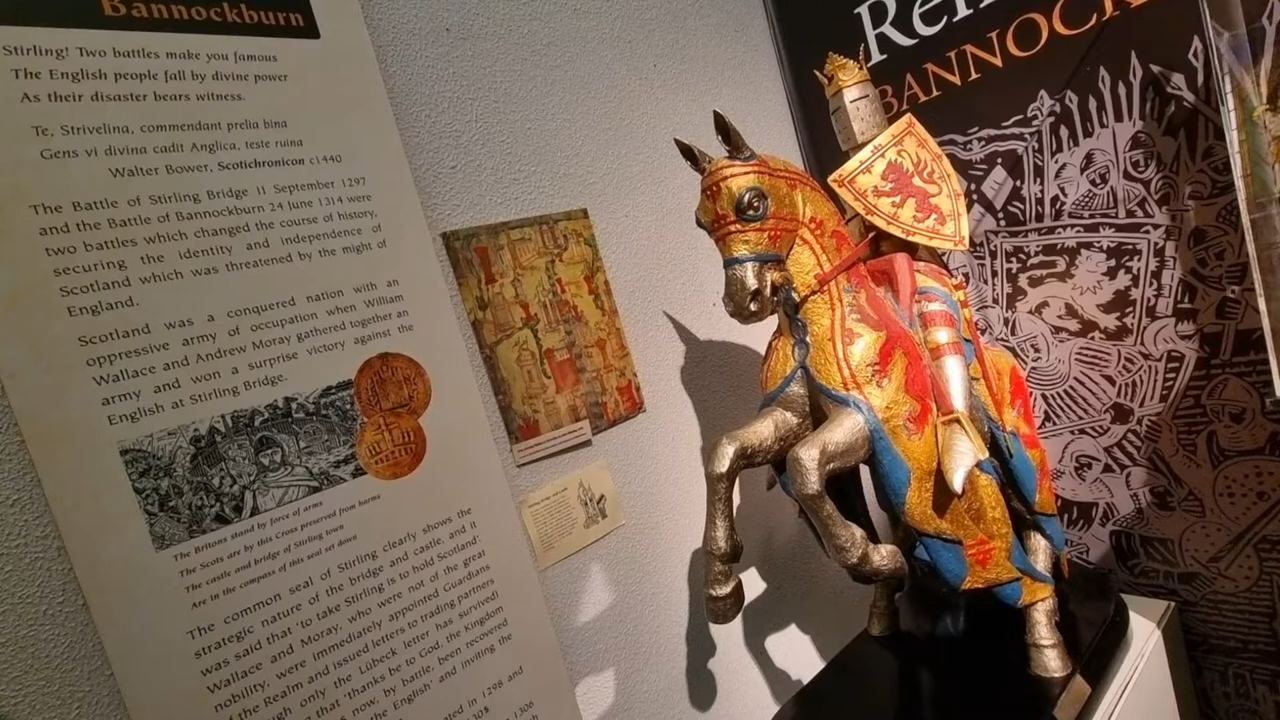 Bannockburn
Stirling! Two battles make you famous
The English people fall by divine power
As their disaster bears witness.
Te, Strivelina, commendant prelia bina
Gens vi divina cadit Anglica, teste ruina
Walter Bower, Scotichronicon c1440
The Battle of Stirling Bridge 11 September 1297
and the Battle of Bannockburn 24 June 1314 were
two battles which changed the course of history,
securing the identity and independence of
Scotland which was threatened by the might of
England.
Scotland was a conquered nation with an
oppressive army of occupation when William
Wallace and Andrew Moray gathered together an
army and won a surprise victory against the
English at Stirling Bridge.
The Britons stand by force of arms
The Scots are by this Cross preserved from harms
The castle and bridge of Stirling town
Are in the compass of this seal set down
The common seal of Stirling clearly shows the
strategic nature of the bridge and castle, and it
was said that 'to take Stirling is to hold Scotland'.
Wallace and Moray, who were not of the great
nobility, were immediately appointed Guardians
of the Realm and issued letters to trading partners
only the Lübeck letter has survived)
that 'thanks be to God, the Kingdom
now, by battle, been recovered
the English' and inviting the
in 1298 and
1306
Ren
BANNOCK